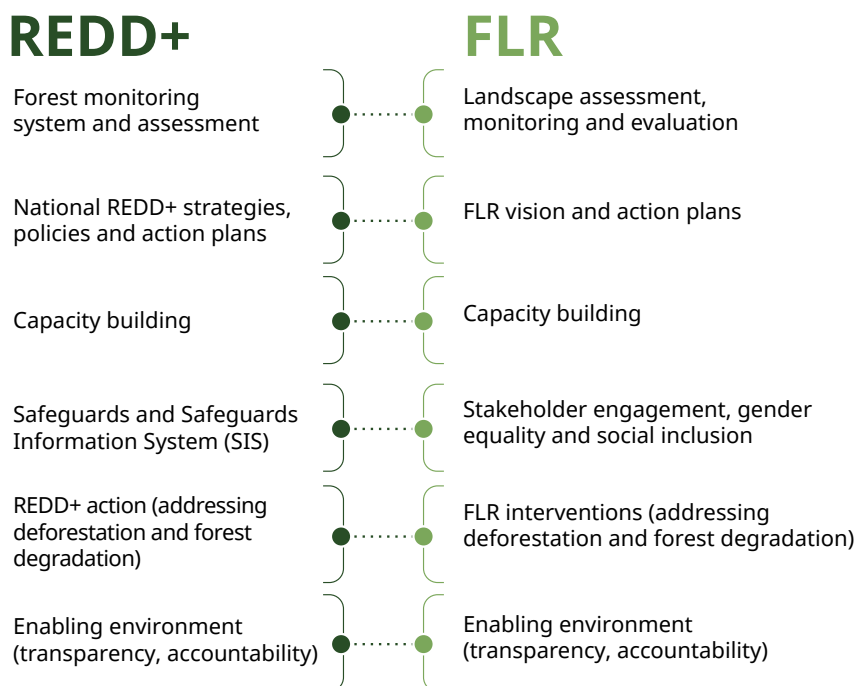 REDD+
FLR
Forest monitoring
system and assessment
Landscape assessment,
monitoring and evaluation
National REDD+ strategies,
policies and action plans
FLR vision and action plans
Capacity building
Capacity building
Safeguards and Safeguards
Information System (SIS)
Stakeholder engagement, gender
equality and social inclusion
REDD+ action (addressing
deforestation and forest
degradation)
FLR interventions (addressing
deforestation and forest degradation)
Enabling environment
(transparency, accountability)
Enabling environment
(transparency, accountability)